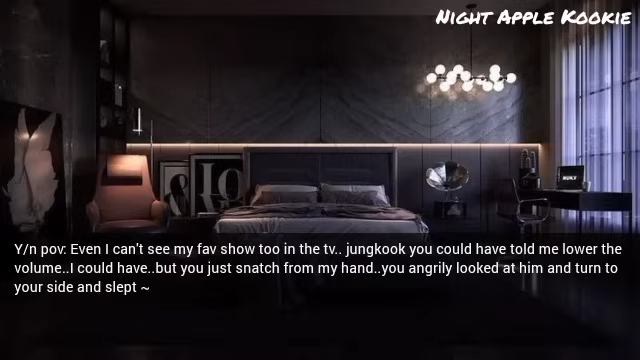 Night Apple Kookie
&
IO
Y/n pov: Even I can't see my fav show too in the tv.. jungkook you could have told me lower the
volume..I could have..but you just snatch from my hand..you angrily looked at him and turn to
your side and slept ~